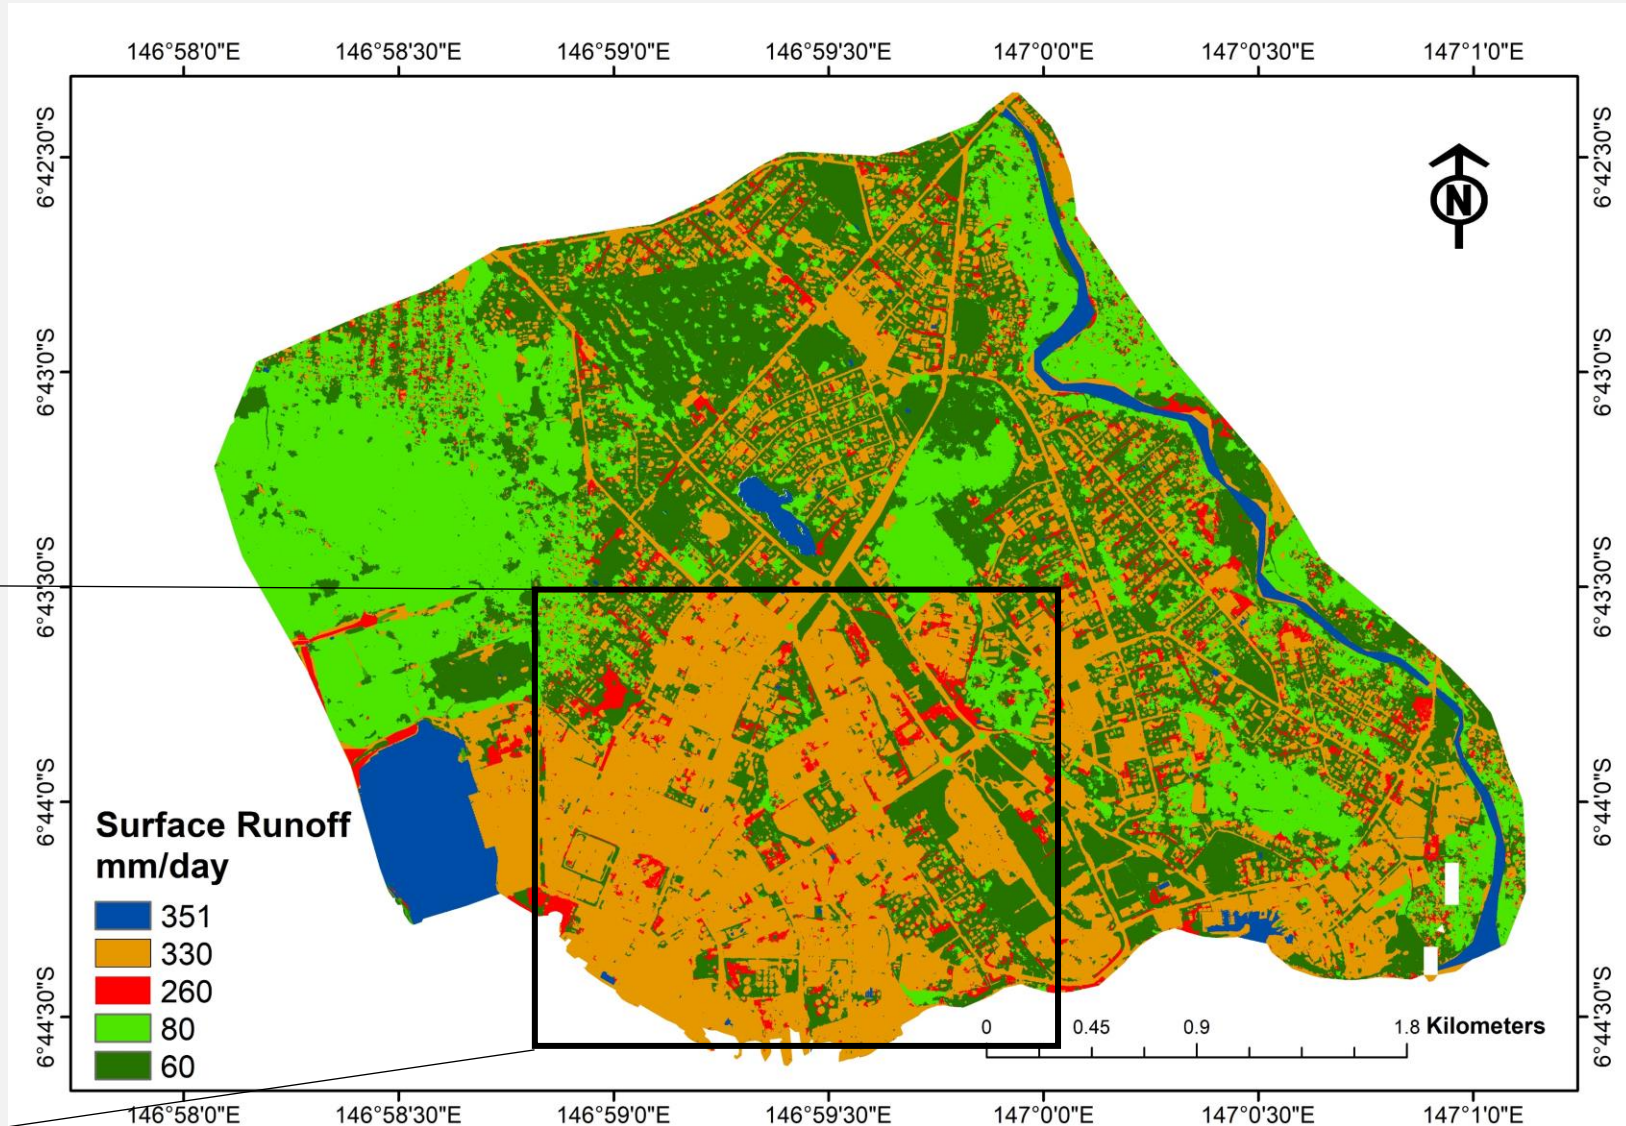 146°58'0"E 146°58'30"E 146°59'0"E 146°59'30"E 147°0'0"E 147°0'30"E 147°1'0"E
6°42'30"S 6°42'30"S
N
6°43'0"S 6°43'0"S
6°43'30"S 6°43'30"S
6°44'0"S 6°44'0"S
Surface Runoff
mm/day
351
330
260
80
60
6°44'30"S 6°44'30"S
0 0.45 0.9 1.8 Kilometers
146°58'0"E 146°58'30"E 146°59'0"E 146°59'30"E 147°0'0"E 147°0'30"E 147°1'0"E